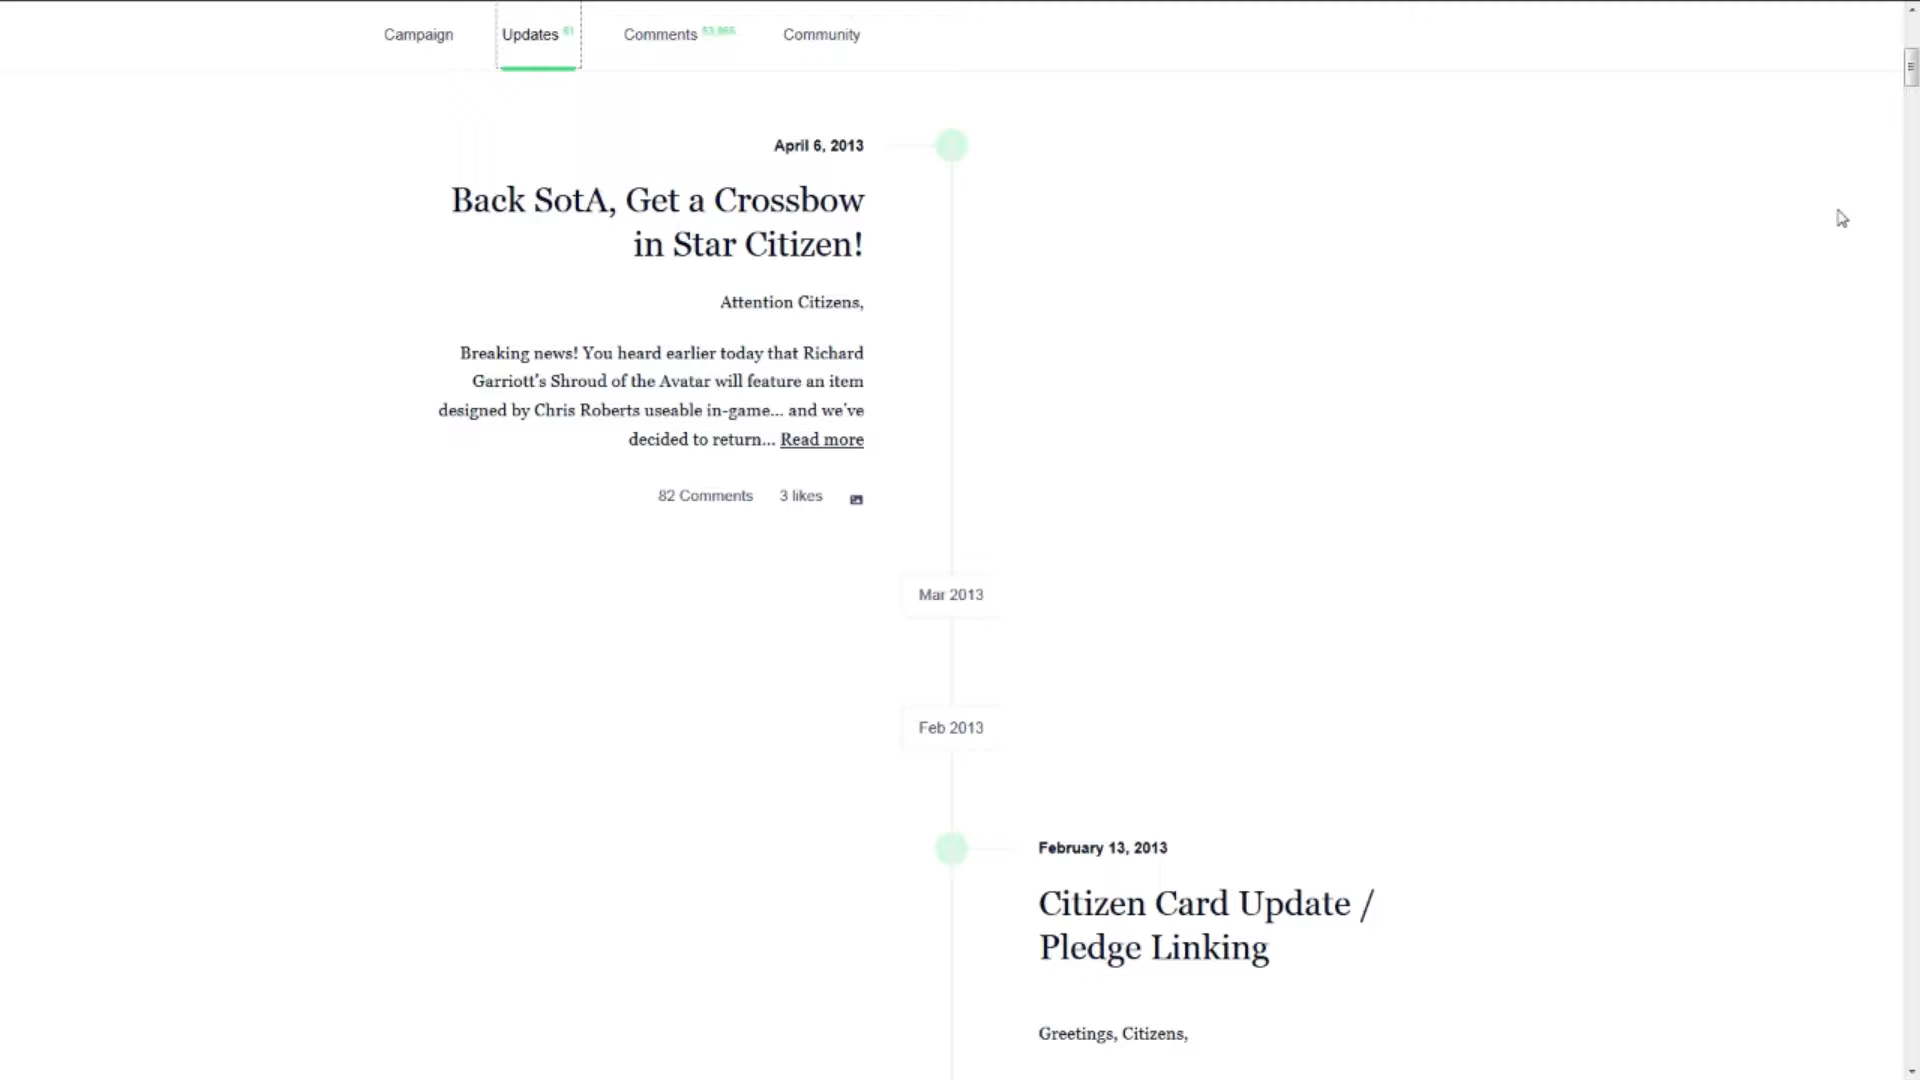 Campaign Updates Comments Community
April 6, 2013
Back SotA, Get a Crossbow
in Star Citizen!
Attention Citizens,
Breaking news! You heard earlier today that Richard
Garriott's Shroud of the Avatar will feature an item
designed by Chris Roberts useable in-game... and we've
decided to return... Read more
82 Comments 3 likes
Mar 2013
Feb 2013
February 13, 2013
Citizen Card Update /
Pledge Linking
Greetings, Citizens,